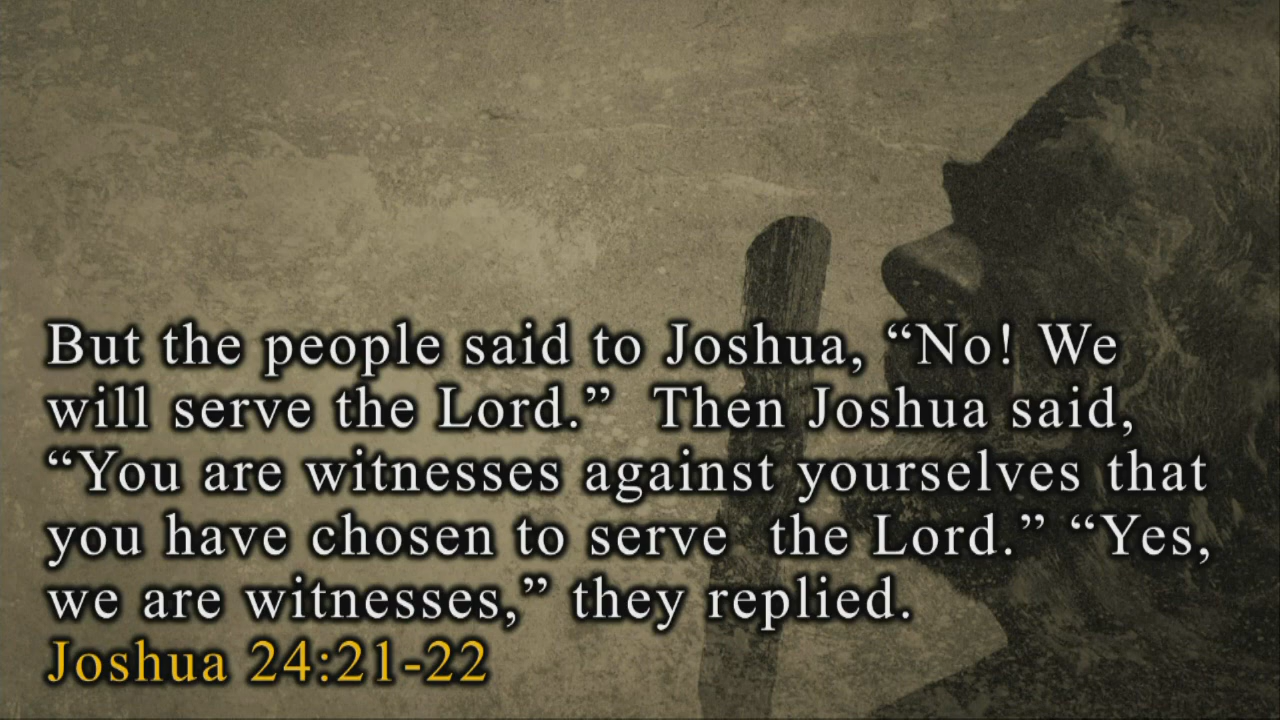 But the people said to Joshua, “No! We
will serve the Lord.”  Then Joshua said,
“You are witnesses against yourselves that
you have chosen to serve  the Lord.” “Yes,
we are witnesses,” they replied.
Joshua 24:21-22